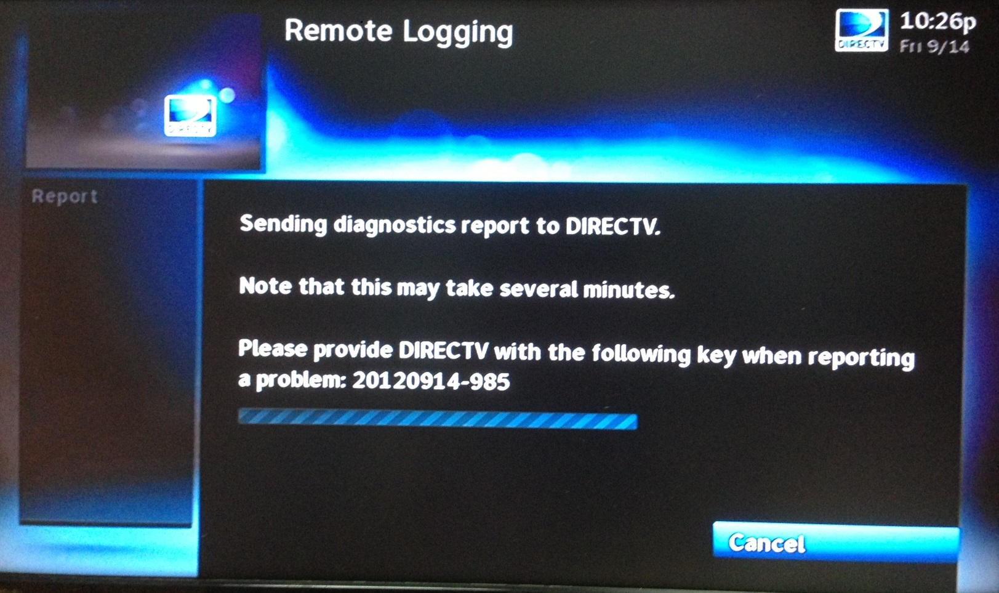 Remote Logging
DIRECTV
10:26p
Fri 9/14
DIRECTV
Report
Sending diagnostics report to DIRECTV.
Note that this may take several minutes.
Please provide DIRECTV with the following key when reporting
a problem: 20120914-985
Cancel